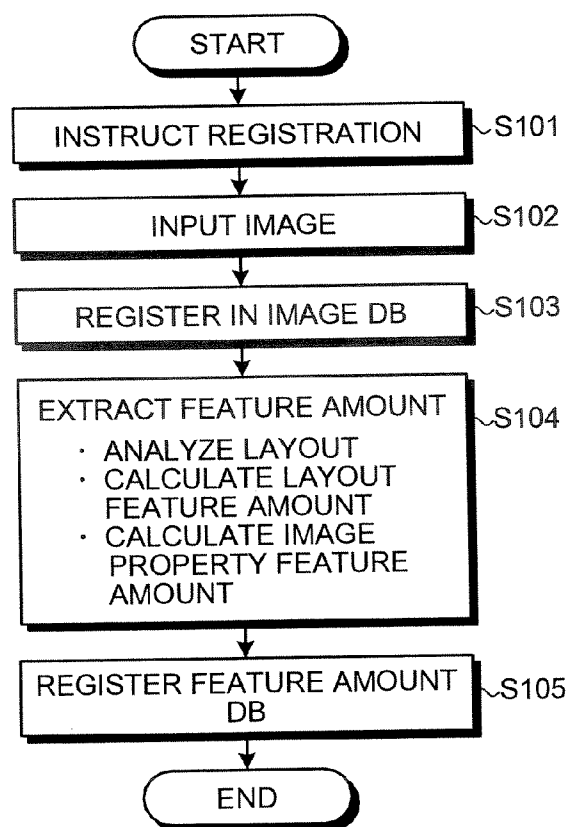 START
INSTRUCT REGISTRATION
S101
INPUT IMAGE
S102
REGISTER IN IMAGE DB
S103
EXTRACT FEATURE AMOUNT
S104
· ANALYZE LAYOUT
· CALCULATE LAYOUT
FEATURE AMOUNT
· CALCULATE IMAGE
PROPERTY FEATURE
AMOUNT
REGISTER FEATURE AMOUNT
DB
S105
END